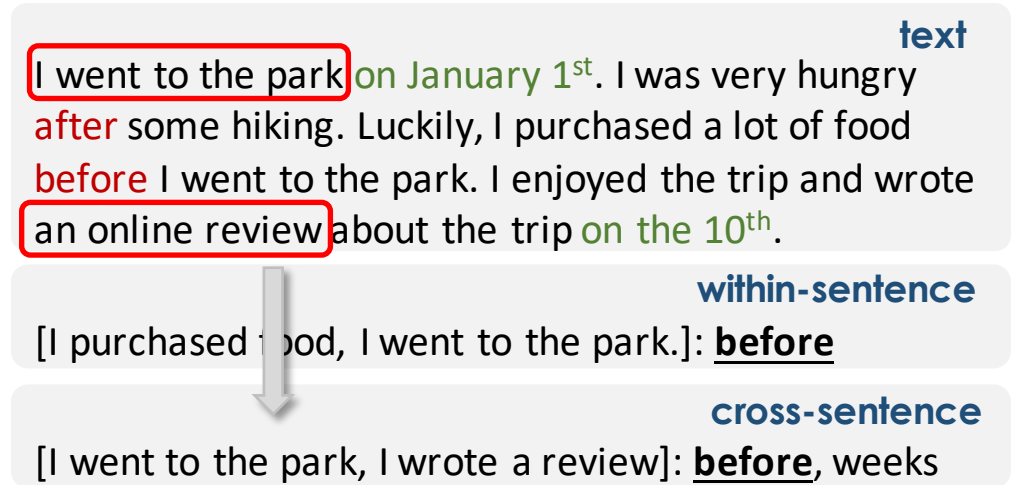 text
I went to the park on January 1st. I was very hungry
after some hiking. Luckily, I purchased a lot of food
before I went to the park. I enjoyed the trip and wrote
an online review about the trip on the 10th.
within-sentence
[I purchased food, I went to the park.]: before
cross-sentence
[I went to the park, I wrote a review]: before, weeks